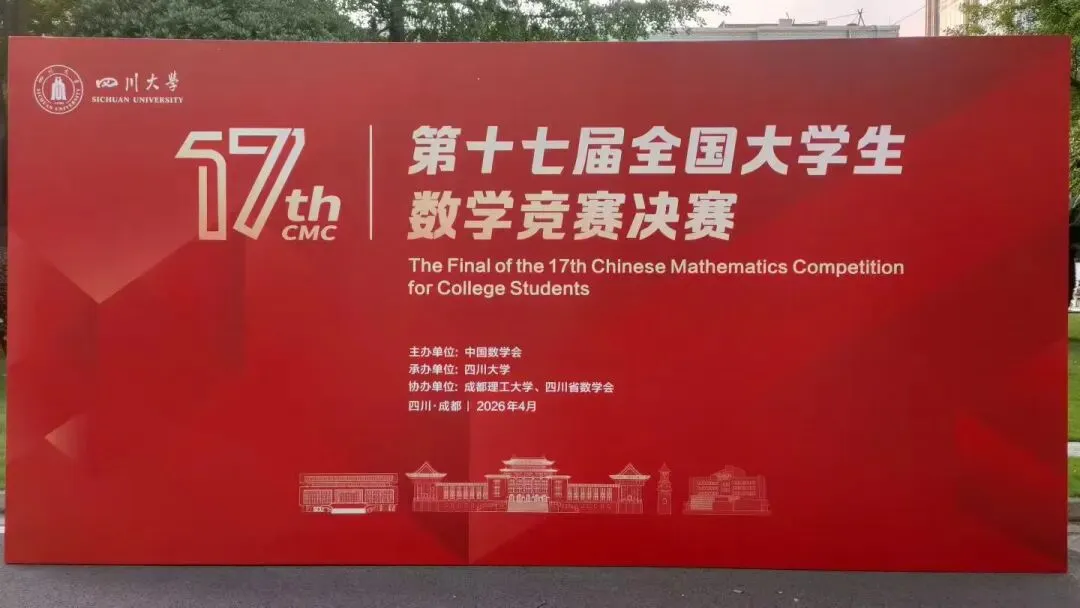 四川大學
SICHUAN UNIVERSITY
17th
CMC
第十七届全国大学生
数学竞赛决赛
The Final of the 17th Chinese Mathematics Competition
for College Students
主办单位: 中国数学会
承办单位: 四川大学
协办单位: 成都理工大学、四川省数学会
四川·成都 | 2026年4月